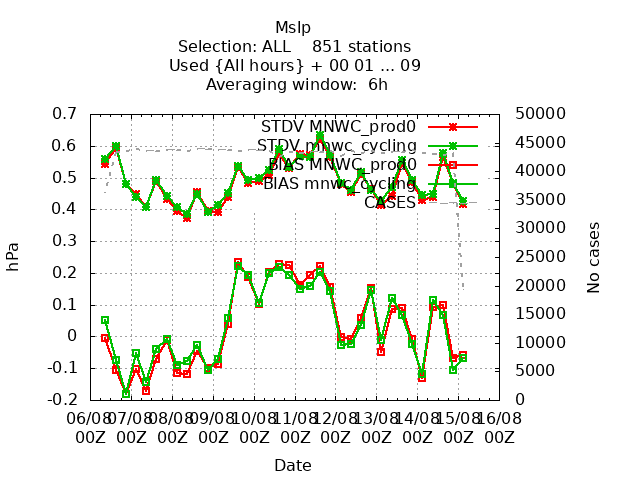 Mslp
Selection: ALL    851 stations
Used {All hours} + 00 01 ... 09
Averaging window:  6h
0.7
0.6
0.5
0.4
0.3
0.2
0.1
0
-0.1
-0.2
50000
45000
40000
35000
30000
25000
20000
15000
10000
5000
0
STDV MNWC_prod0
STDV mnwc_cycling
BIAS MNWC_prod0
BIAS mnwc_cycling
CASES
hPa
No cases
06/08 07/08 08/08 09/08 10/08 11/08 12/08 13/08 14/08 15/08 16/08
00Z 00Z 00Z 00Z 00Z 00Z 00Z 00Z 00Z 00Z 00Z
Date